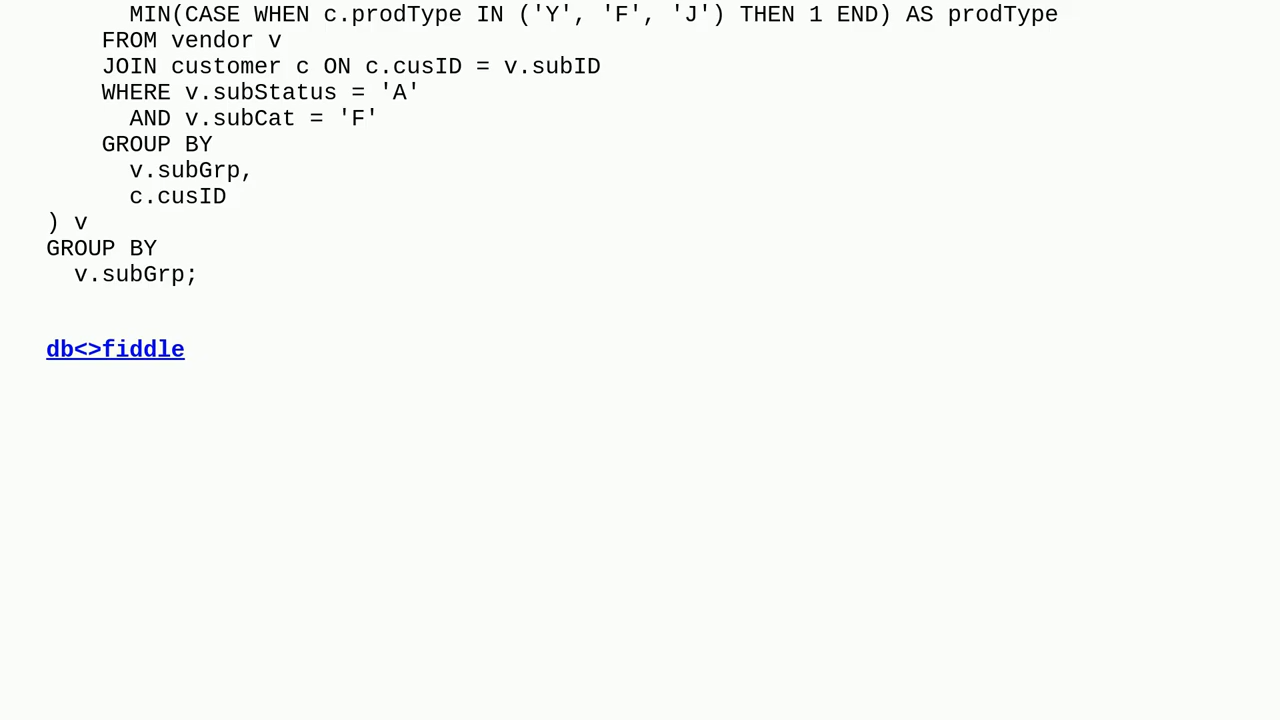 MIN(CASE WHEN c.prodType IN ('Y', 'F', 'J') THEN 1 END) AS prodType
FROM vendor v
JOIN customer c ON c.cusID = v.subID
WHERE v.subStatus = 'A'
AND v.subCat = 'F'
GROUP BY
v.subGrp,
c.cusID
) v
GROUP BY
v.subGrp;
db<>fiddle